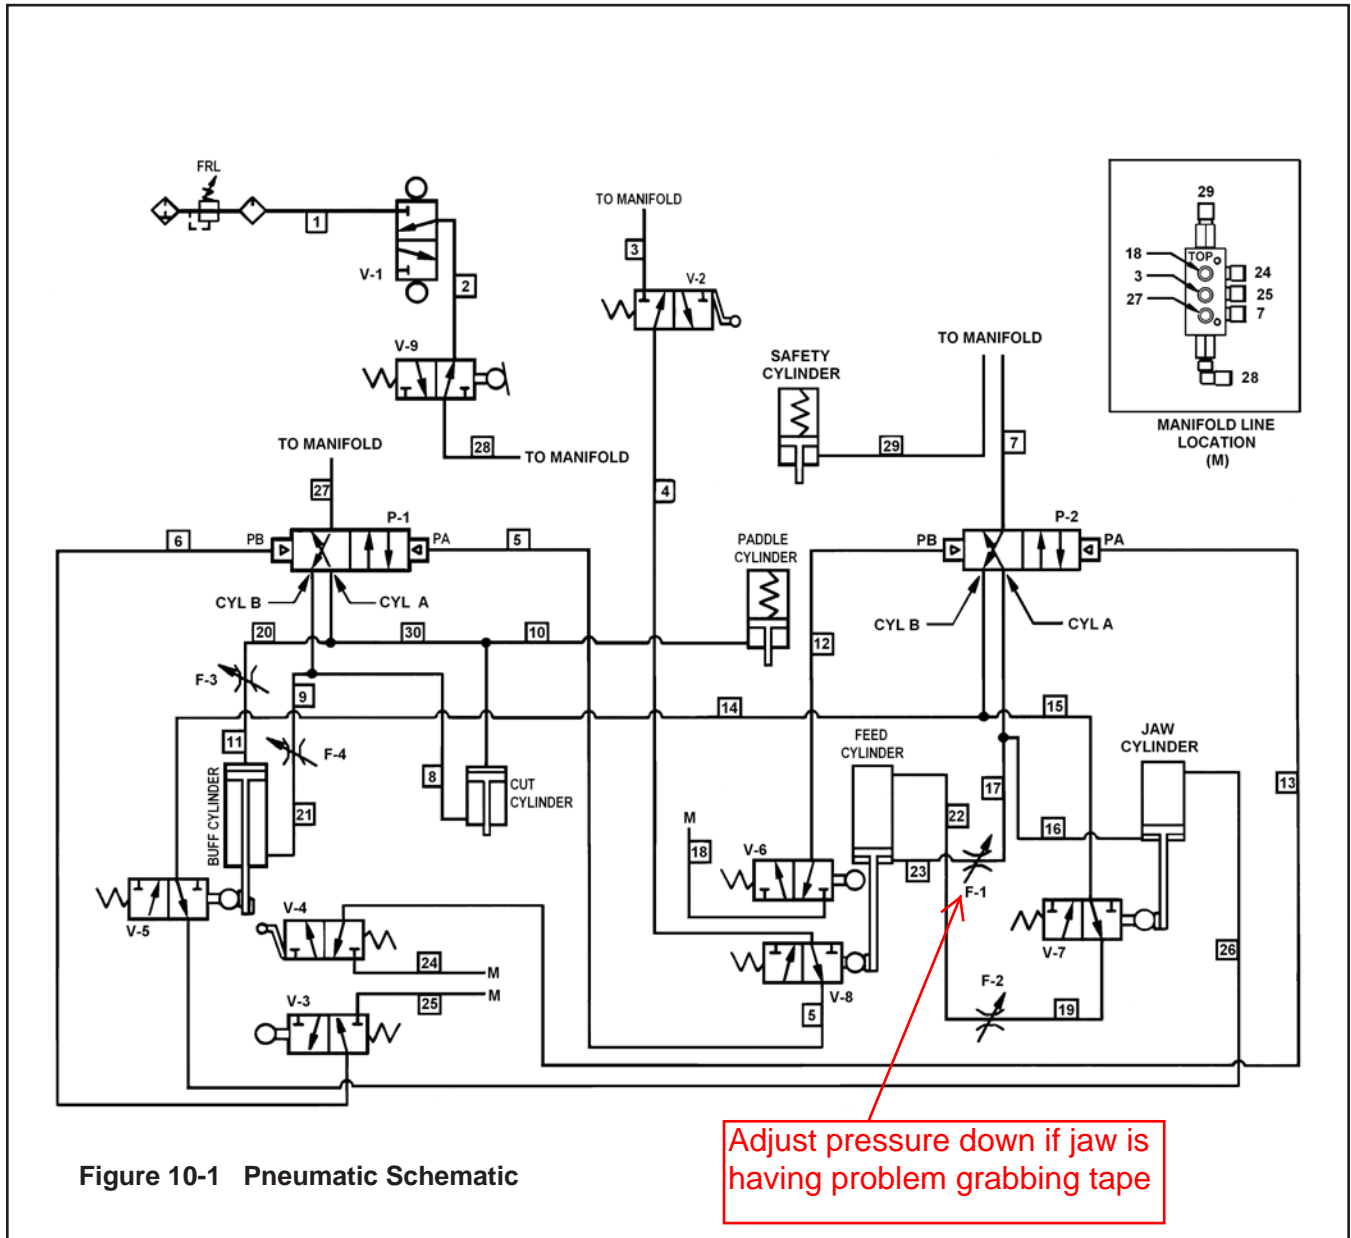 FRL
1
V-1
2
V-9
28
TO MANIFOLD
TO MANIFOLD
3
V-2
4
SAFETY
CYLINDER
29
TO MANIFOLD
7
29
TOP
18
3
27
24
25
7
28
MANIFOLD LINE
LOCATION
(M)
TO MANIFOLD
27
P-1
6
PB
PA
5
CYL B
CYL A
20
30
10
PADDLE
CYLINDER
12
P-2
PB
PA
CYL B
CYL A
F-3
9
14
15
11
F-4
8
CUT
CYLINDER
BUFF CYLINDER
21
FEED
CYLINDER
JAW
CYLINDER
13
22
17
16
M
18
V-6
23
F-1
V-5
V-4
24
M
V-3
25
M
V-8
5
V-7
26
F-2
19
Adjust pressure down if jaw is
having problem grabbing tape
Figure 10-1 Pneumatic Schematic